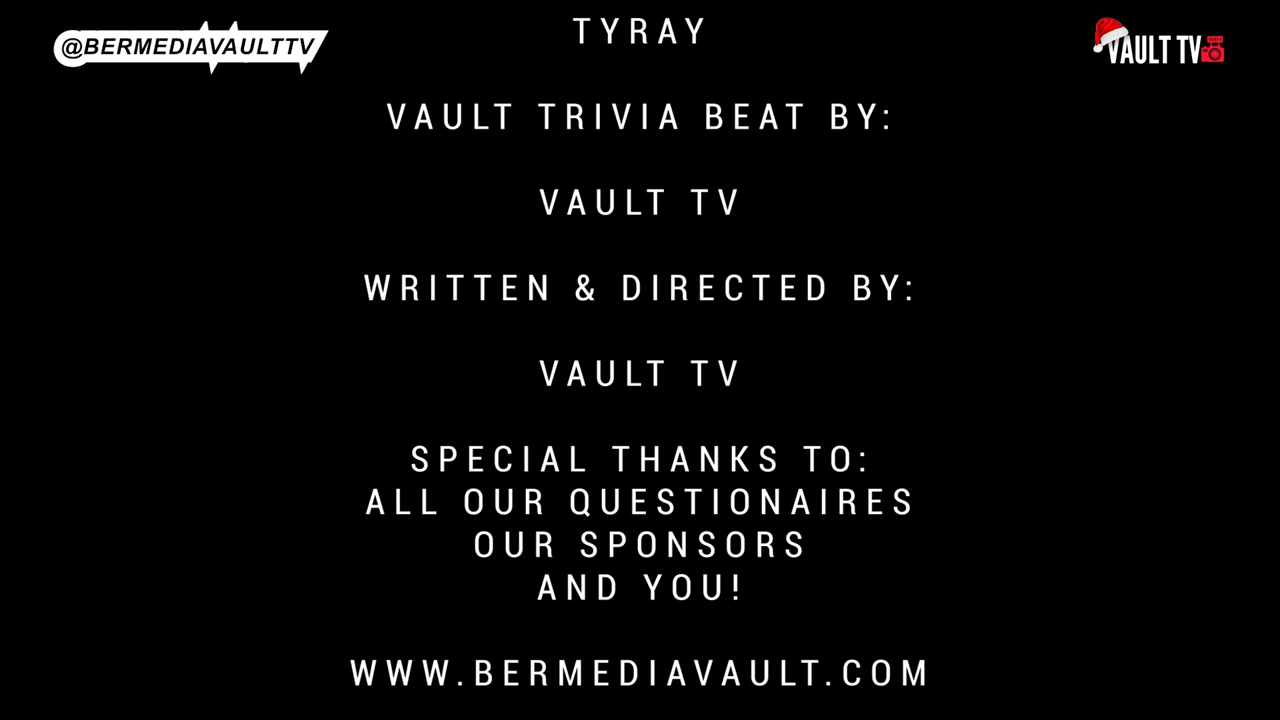 @BERMEDIAVAULTTV
VAULT TV
TYRAY
VAULT TRIVIA BEAT BY:
VAULT TV
WRITTEN & DIRECTED BY:
VAULT TV
SPECIAL THANKS TO:
ALL OUR QUESTIONAIRES
OUR SPONSORS
AND YOU!
WWW.BERMEDIAVAULT.COM